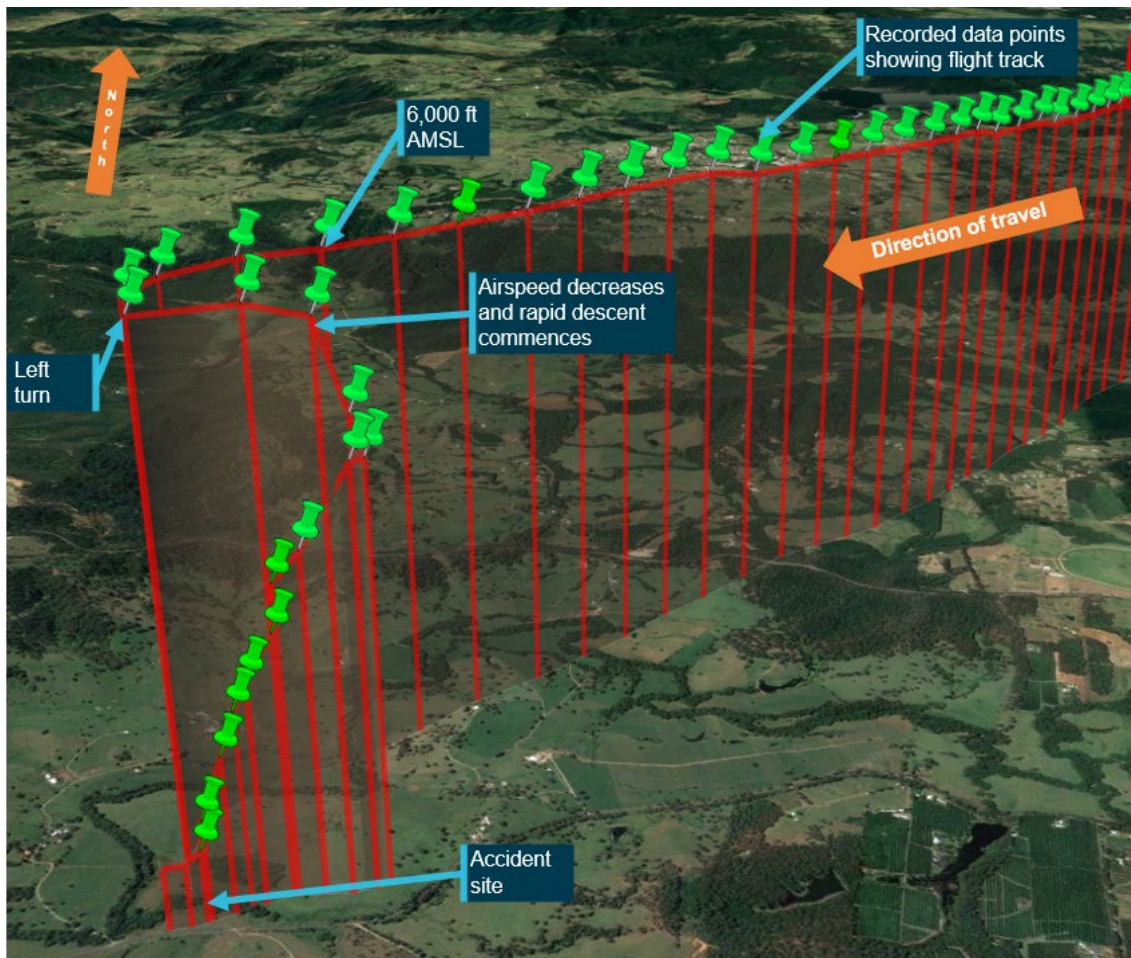 Recorded data points
showing flight track
North
6,000 ft
AMSL
Direction of travel
Airspeed decreases
and rapid descent
commences
Left
turn
Accident
site